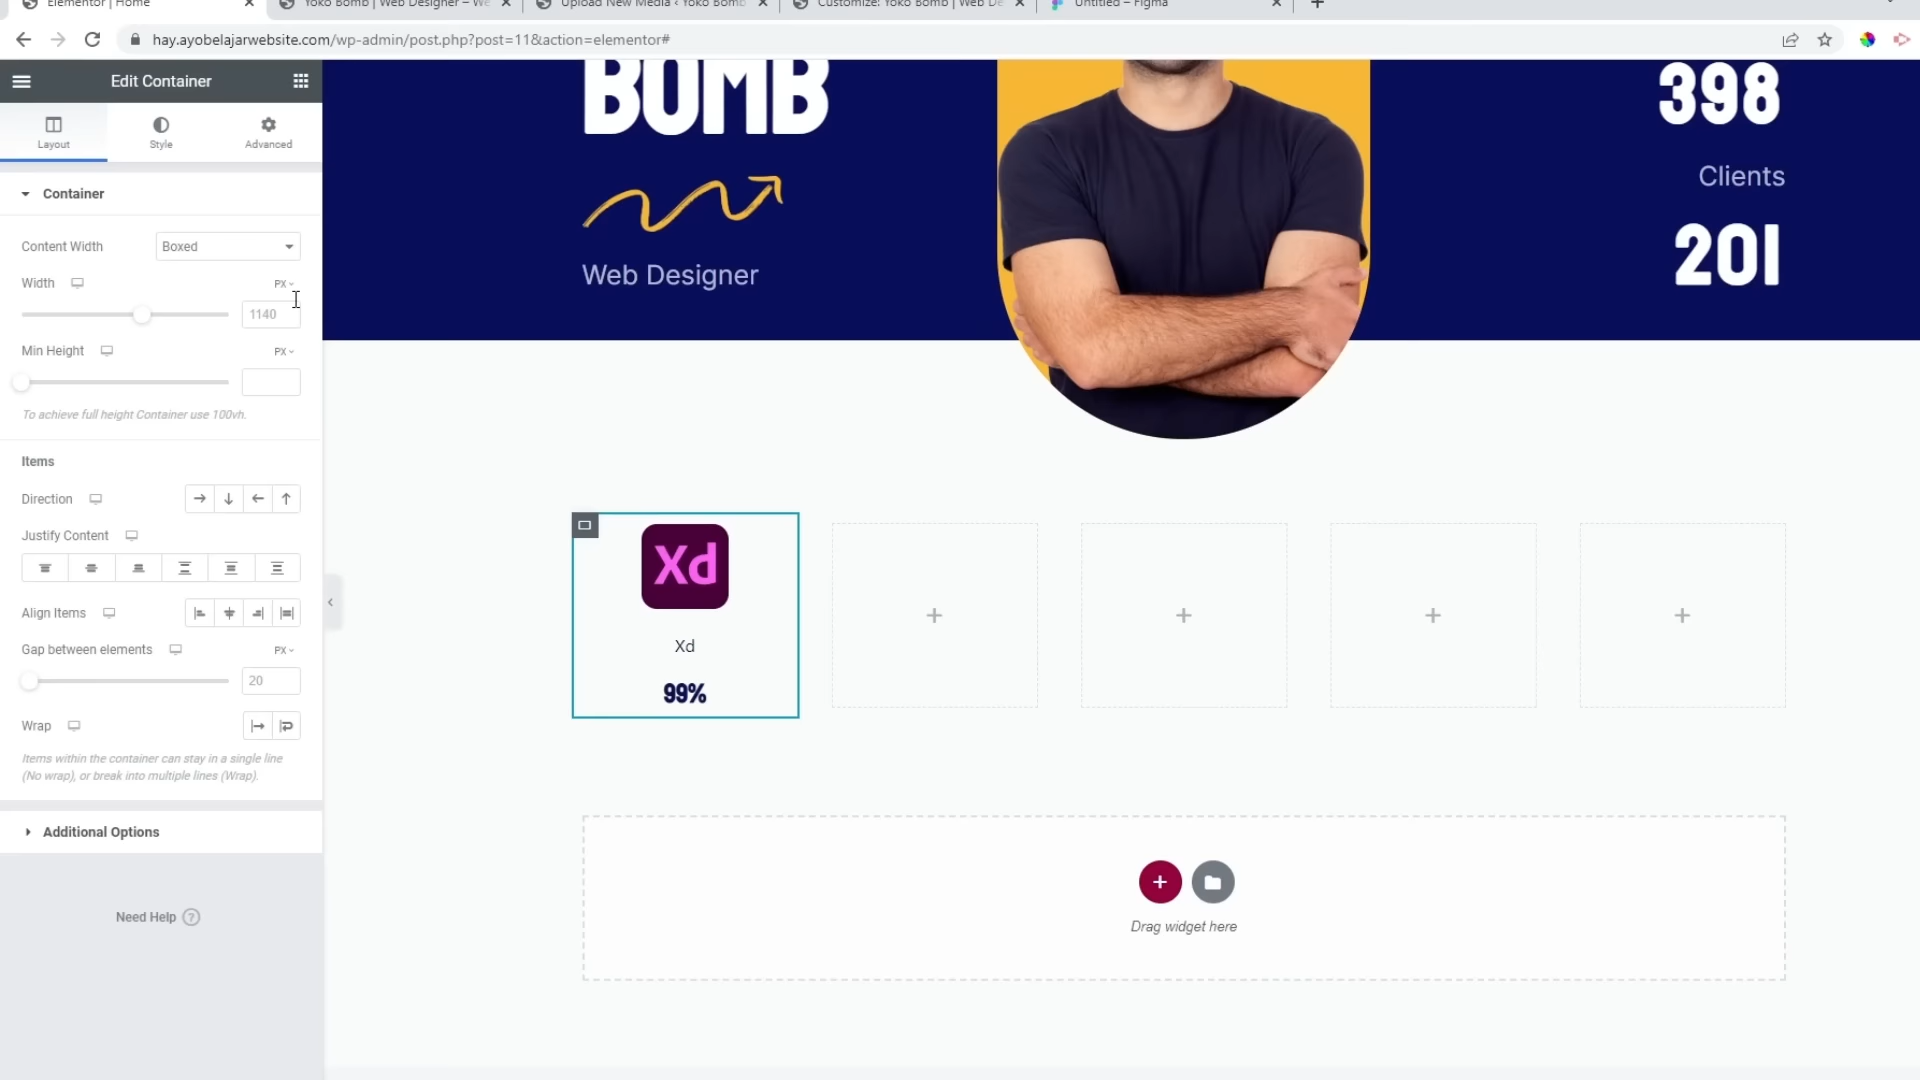 Elementor | Home
Yoko Bomb | Web Designer – We
Upload New Media ‹ Yoko Bomb
Customize: Yoko Bomb | Web De
Untitled – Figma
hay.ayobelajarwebsite.com/wp-admin/post.php?post=11&action=elementor#
Edit Container
Layout
Style
Advanced
Container
Content Width
Boxed
Width
PX
1140
Min Height
PX
To achieve full height Container use 100vh.
Items
Direction
Justify Content
Align Items
Gap between elements
PX
20
Wrap
Items within the container can stay in a single line
(No wrap), or break into multiple lines (Wrap).
Additional Options
Need Help ?
BOMB
Web Designer
398
Clients
201
Xd
Xd
99%
Drag widget here